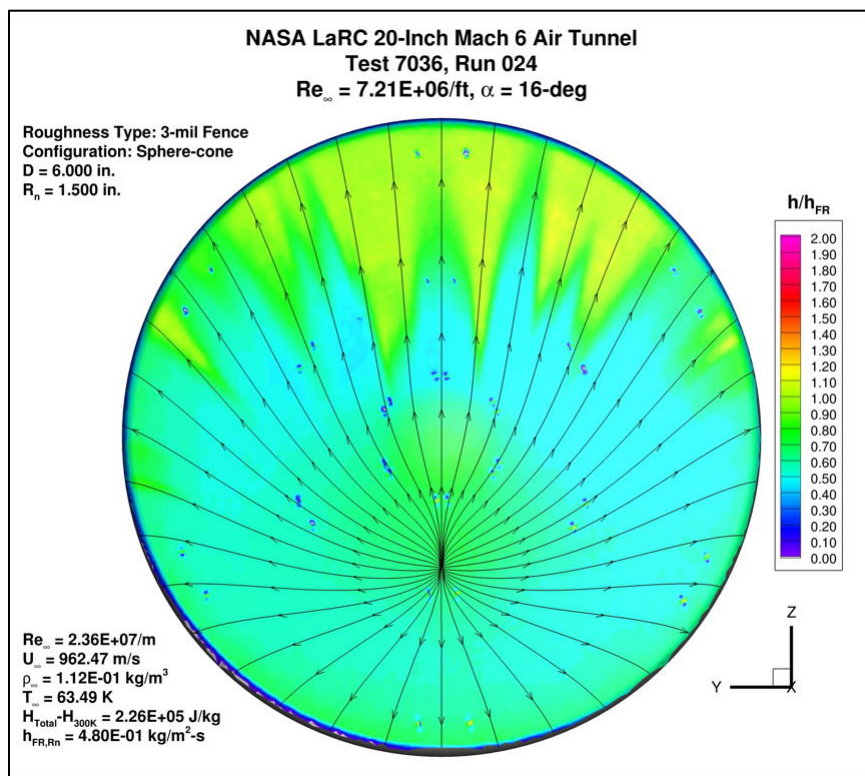 NASA LaRC 20-Inch Mach 6 Air Tunnel
Test 7036, Run 024
Re∞ = 7.21E+06/ft, α = 16-deg
Roughness Type: 3-mil Fence
Configuration: Sphere-cone
D = 6.000 in.
Rn = 1.500 in.
h/hFR
2.00
1.90
1.80
1.70
1.60
1.50
1.40
1.30
1.20
1.10
1.00
0.90
0.80
0.70
0.60
0.50
0.40
0.30
0.20
0.10
0.00
Z
Y
X
Re∞ = 2.36E+07/m
U∞ = 962.47 m/s
ρ∞ = 1.12E-01 kg/m³
T∞ = 63.49 K
HTotal-H300K = 2.26E+05 J/kg
hFR,Rn = 4.80E-01 kg/m²-s